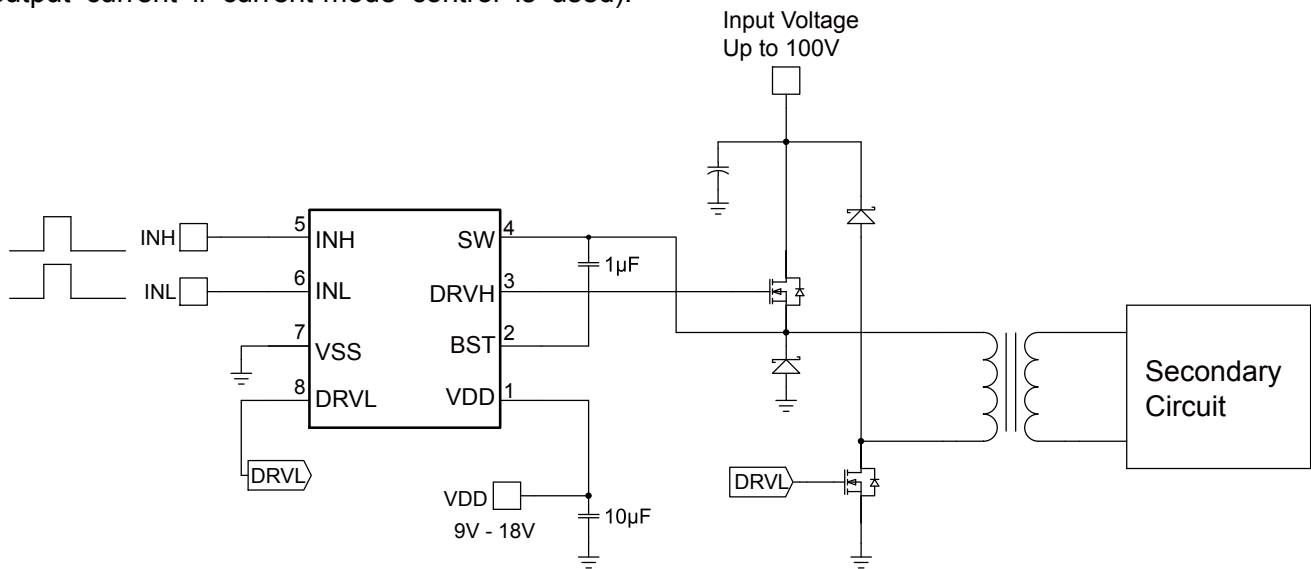 output current if current-mode control is used).
Input Voltage
Up to 100V
INH
5
INH
SW
4
1µF
INL
6
INL
DRVH
3
7
VSS
BST
2
8
DRVL
VDD
1
DRVL
VDD
9V - 18V
10µF
DRVL
Secondary
Circuit